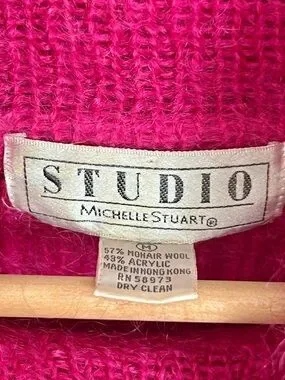 STUDIO
MICHELLE STUART®
M
57% MOHAIR WOOL
43% ACRYLIC
MADE IN HONG KONG
RN 58973
DRY CLEAN